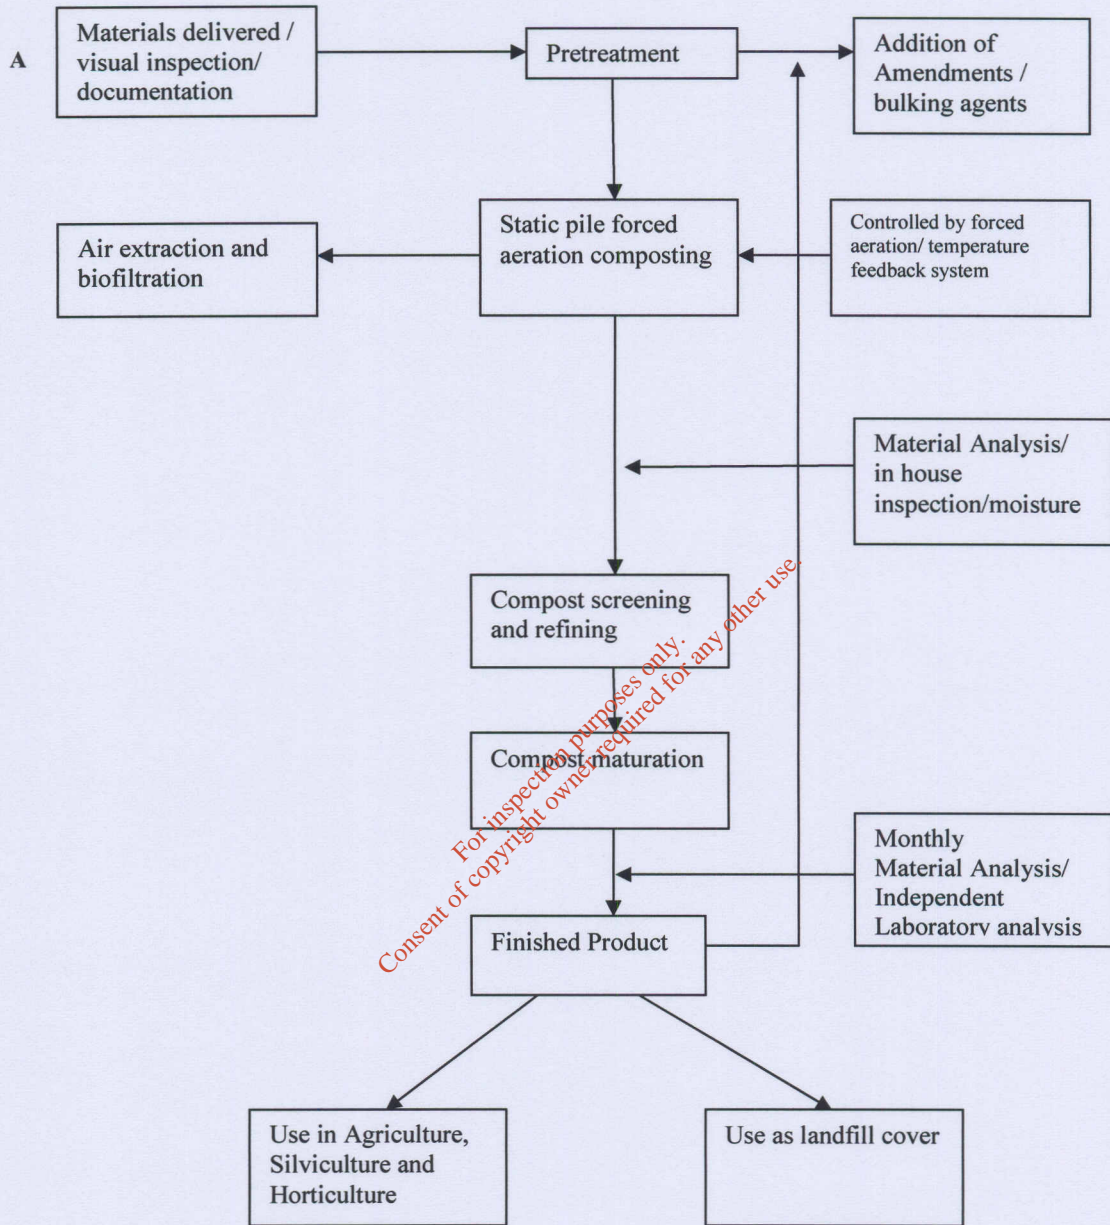 A
Materials delivered /
visual inspection/
documentation
Pretreatment
Addition of
Amendments /
bulking agents
Air extraction and
biofiltration
Static pile forced
aeration composting
Controlled by forced
aeration/ temperature
feedback system
Material Analysis/
in house
inspection/moisture
Compost screening
and refining
Compost maturation
For inspection purposes only.
Consent of copyright owner required for any other use.
Monthly
Material Analysis/
Independent
Laboratory analysis
Finished Product
Use in Agriculture,
Silviculture and
Horticulture
Use as landfill cover